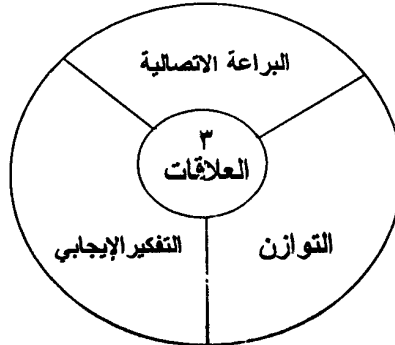 البراعة الاتصالية
٣
العلاقات
التوازن
التفكير الإيجابي